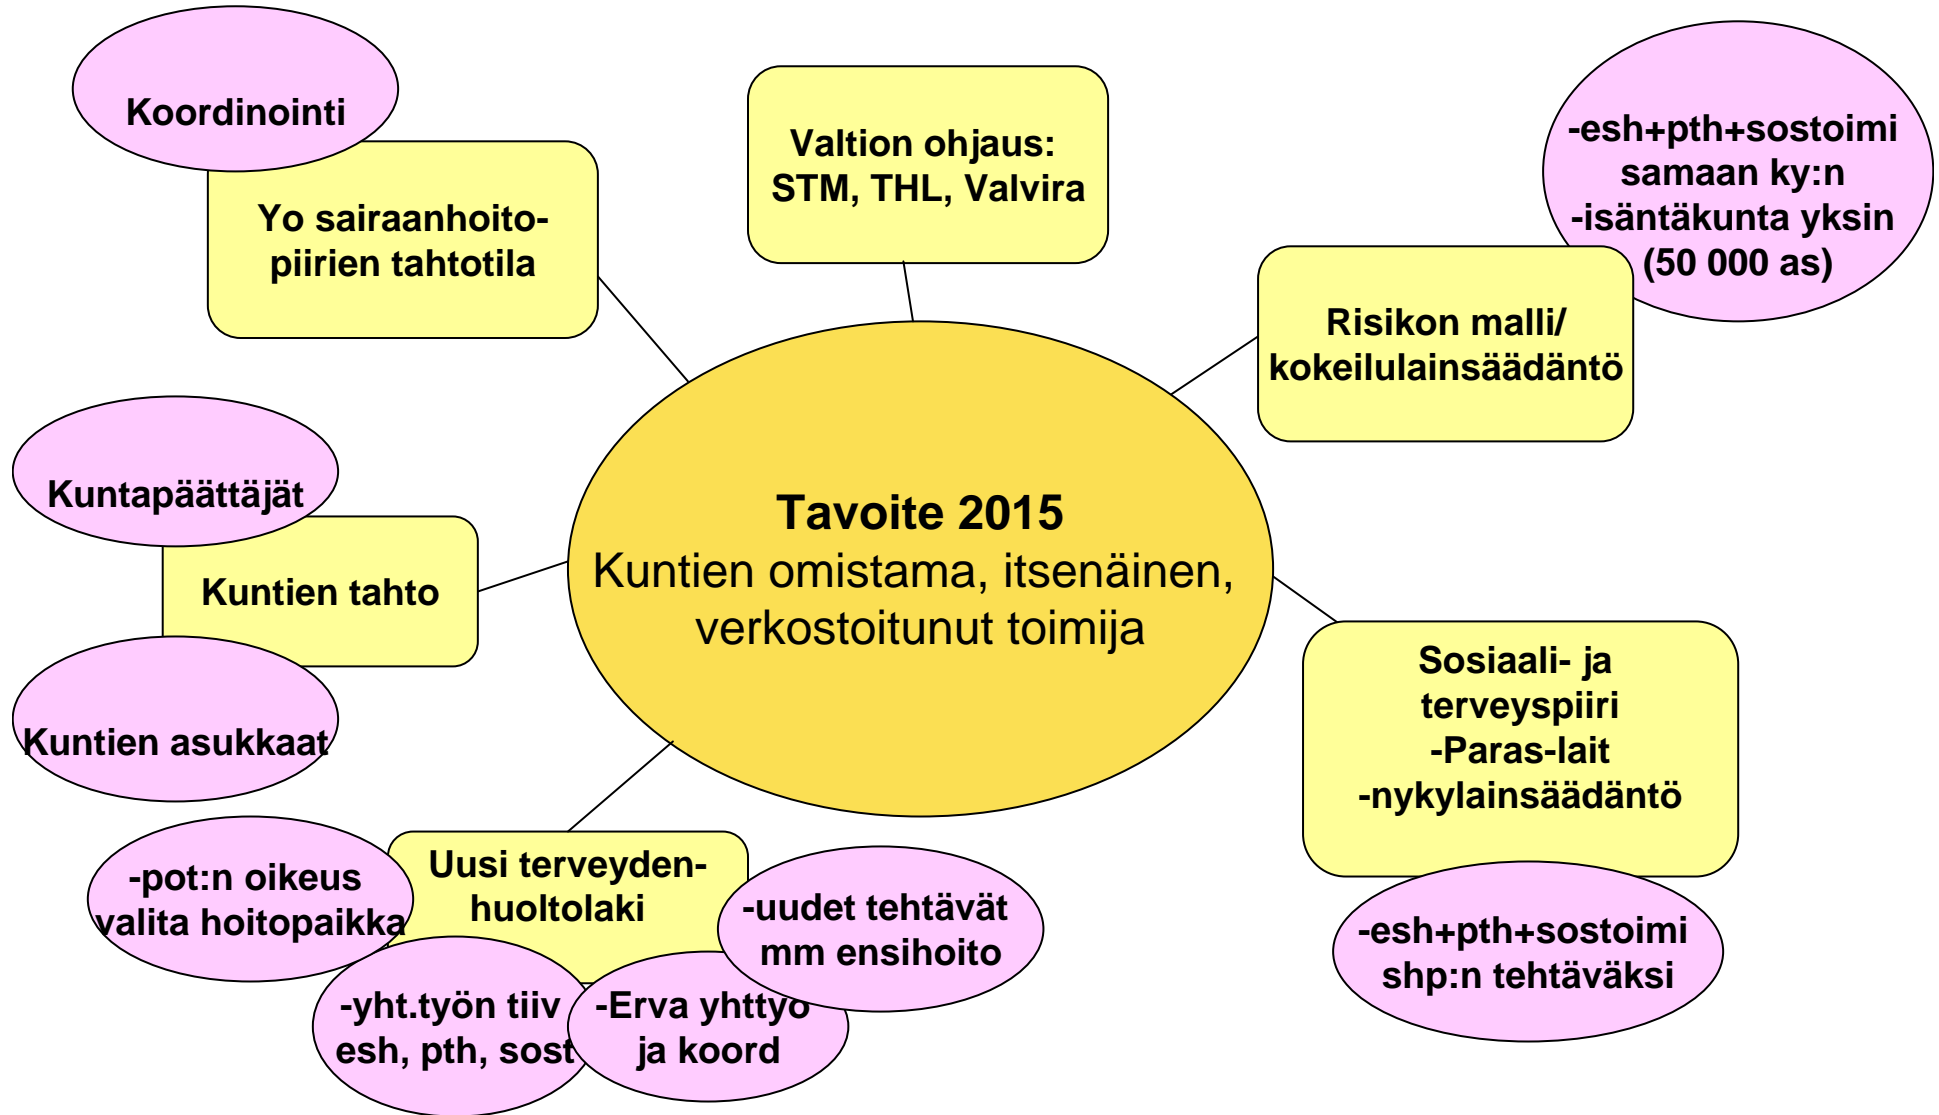 Koordinointi
Yo sairaanhoito-
piirien tahtotila
Valtion ohjaus:
STM, THL, Valvira
-esh+pth+sostoimi
samaan ky:n
-isäntäkunta yksin
(50 000 as)
Risikon malli/
kokeilulainsäädäntö
Kuntapäättäjät
Kuntien tahto
Kuntien asukkaat
Tavoite 2015
Kuntien omistama, itsenäinen,
verkostoitunut toimija
Sosiaali- ja
terveyspiiri
-Paras-lait
-nykylainsäädäntö
-esh+pth+sostoimi
shp:n tehtäväksi
Uusi terveyden-
huoltolaki
-pot:n oikeus
valita hoitopaikka
-yht.työn tiiv
esh, pth, sost
-Erva yhttyö
ja koord
-uudet tehtävät
mm ensihoito